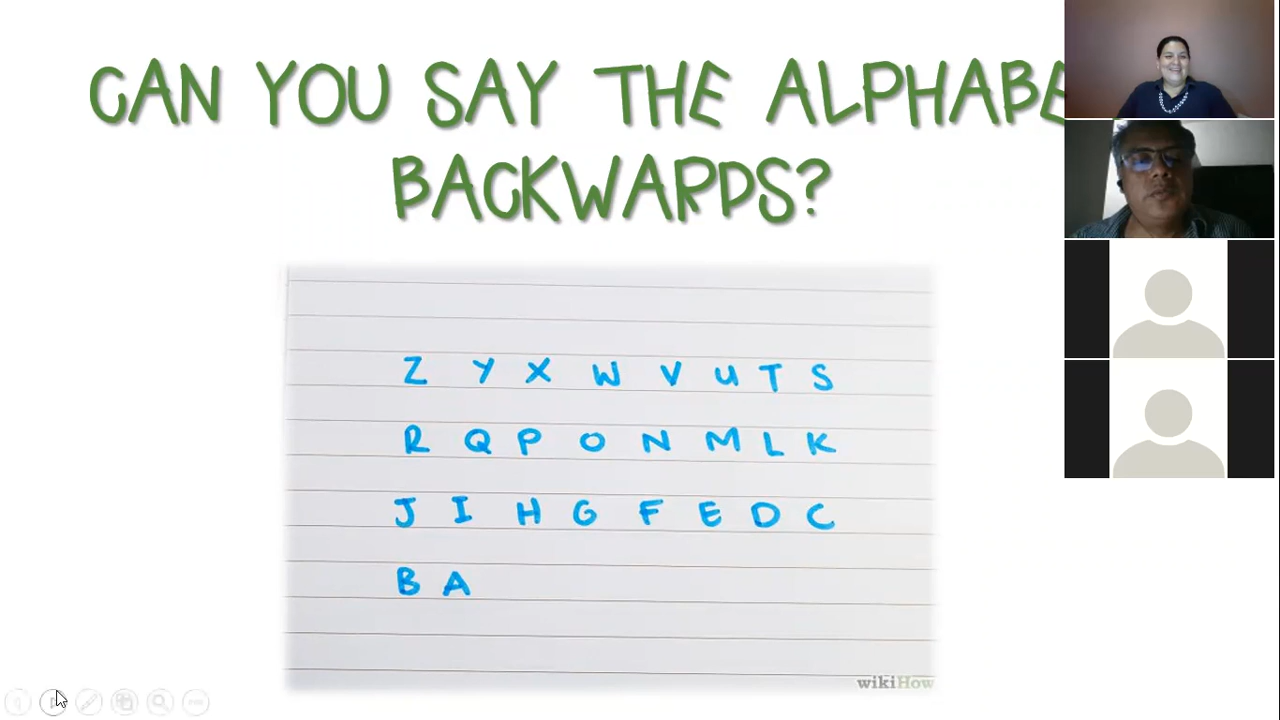 CAN YOU SAY THE ALPHABE
BACKWARDS?
Z Y X W V U T S
R Q P O N M L K
J I H G F E D C
B A
wikiHow